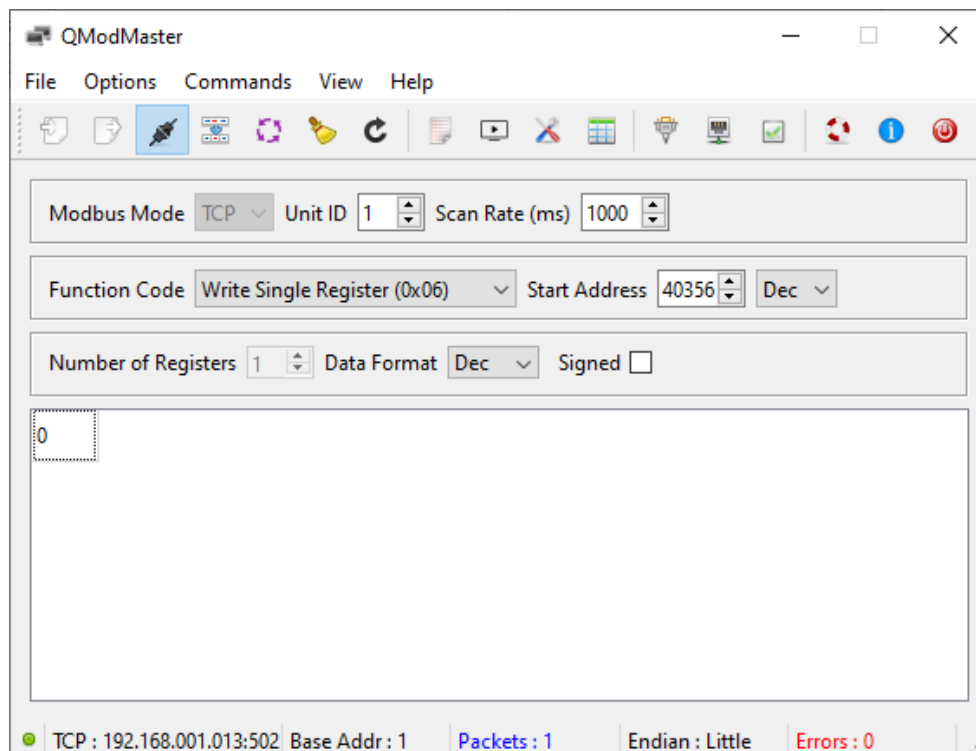 QModMaster
File Options Commands View Help
Modbus Mode TCP Unit ID 1 Scan Rate (ms) 1000
Function Code Write Single Register (0x06) Start Address 40356 Dec
Number of Registers 1 Data Format Dec Signed
0
TCP : 192.168.001.013:502 Base Addr : 1 Packets : 1 Endian : Little Errors : 0